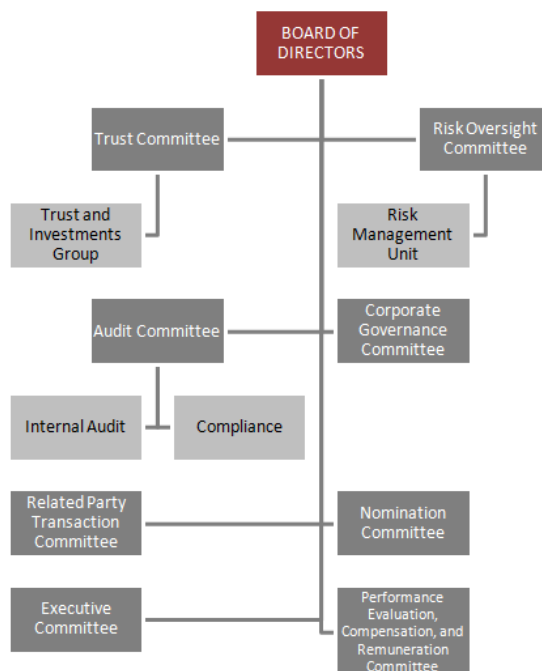 BOARD OF
DIRECTORS
Trust Committee
Risk Oversight
Committee
Trust and
Investments
Group
Risk
Management
Unit
Audit Committee
Corporate
Governance
Committee
Internal Audit
Compliance
Related Party
Transaction
Committee
Nomination
Committee
Executive
Committee
Performance
Evaluation,
Compensation, and
Remuneration
Committee